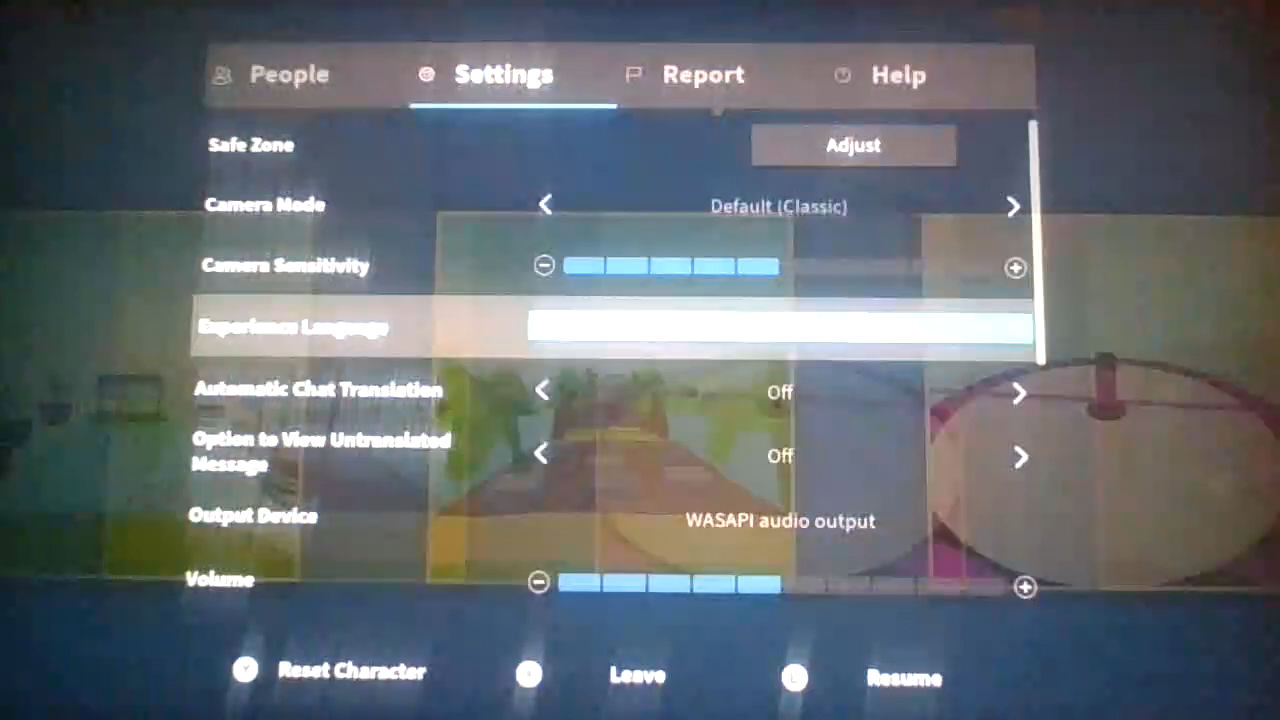 People
Settings
Report
Help
Safe Zone
Adjust
Camera Mode
Default (Classic)
Camera Sensitivity
Experience Language
Automatic Chat Translation
Off
Option to View Untranslated
Message
Off
Output Device
WASAPI audio output
Volume
Y Reset Character
Leave
Resume